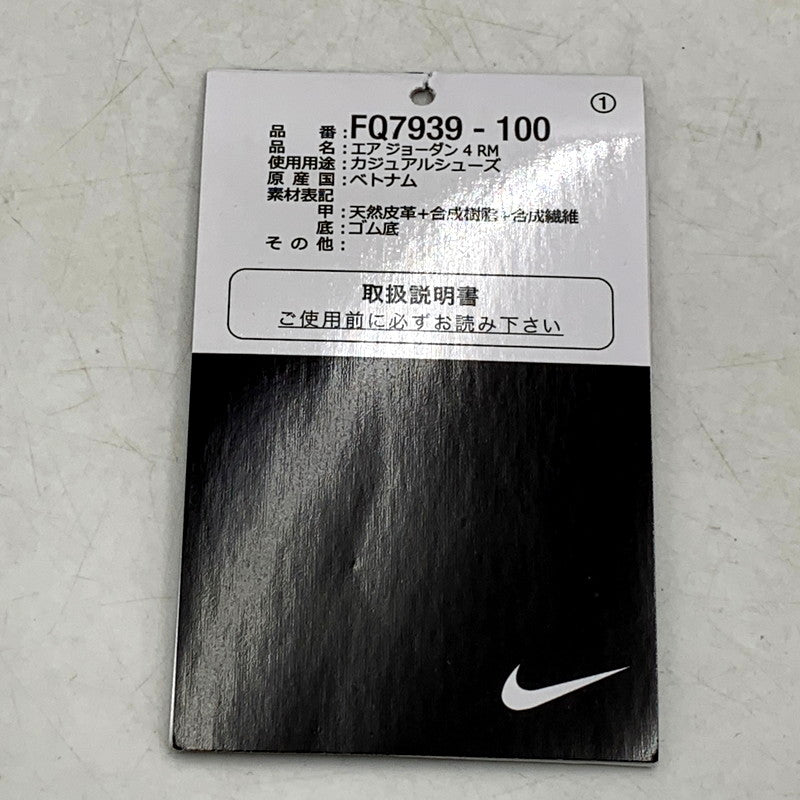 ①
品番：FQ7939 - 100
品名：エア ジョーダン 4 RM
使用用途：カジュアルシューズ
原産国：ベトナム
素材表記
甲：天然皮革+合成樹脂+合成繊維
底：ゴム底
その他：
取扱説明書
ご使用前に必ずお読み下さい